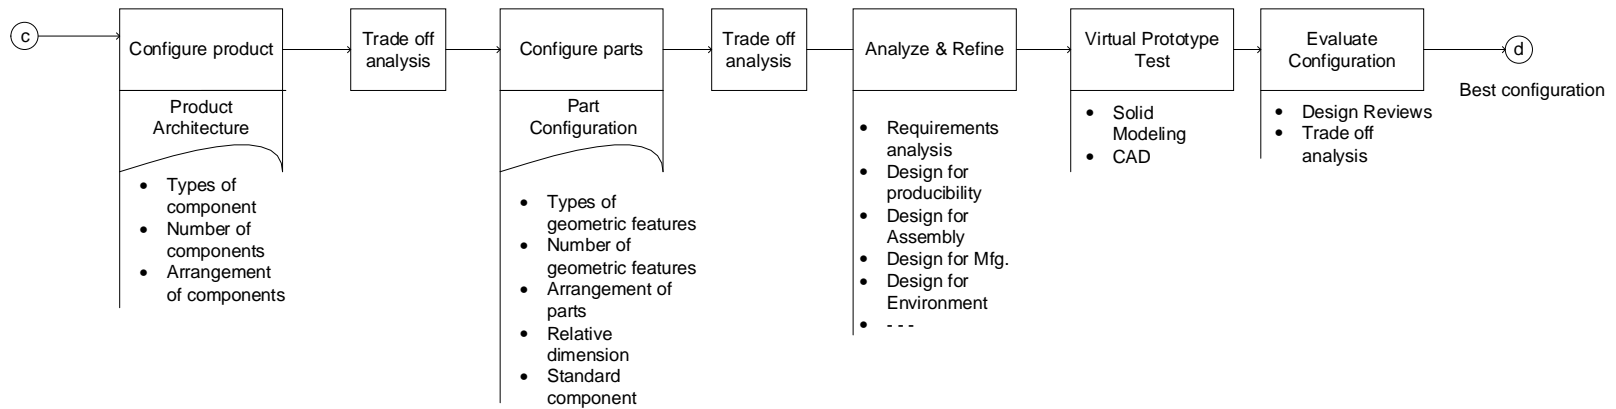 c
Configure product
Trade off
analysis
Configure parts
Trade off
analysis
Analyze & Refine
Virtual Prototype
Test
Evaluate
Configuration
d
Best configuration
Product
Architecture
• Types of
component
• Number of
components
• Arrangement
of components
Part
Configuration
• Types of
geometric features
• Number of
geometric features
• Arrangement of
parts
• Relative
dimension
• Standard
component
• Requirements
analysis
• Design for
producibility
• Design for
Assembly
• Design for Mfg.
• Design for
Environment
• - - -
• Solid
Modeling
• CAD
• Design Reviews
• Trade off
analysis